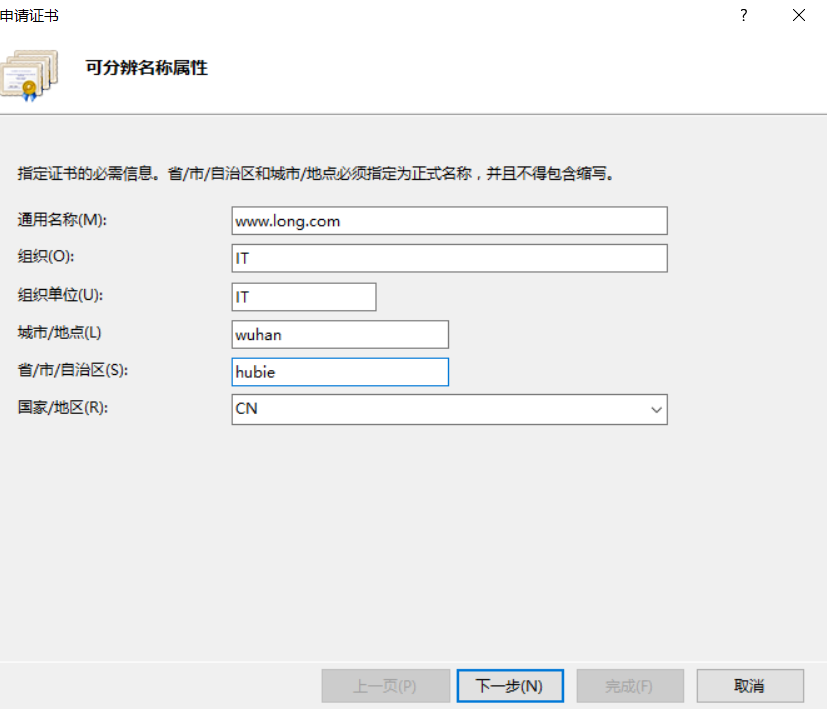 申请证书 ?
可分辨名称属性
指定证书的必需信息。省/市/自治区和城市/地点必须指定为正式名称，并且不得包含缩写。
通用名称(M): www.long.com
组织(O): IT
组织单位(U): IT
城市/地点(L) wuhan
省/市/自治区(S): hubie
国家/地区(R): CN
上一页(P) 下一步(N) 完成(F) 取消